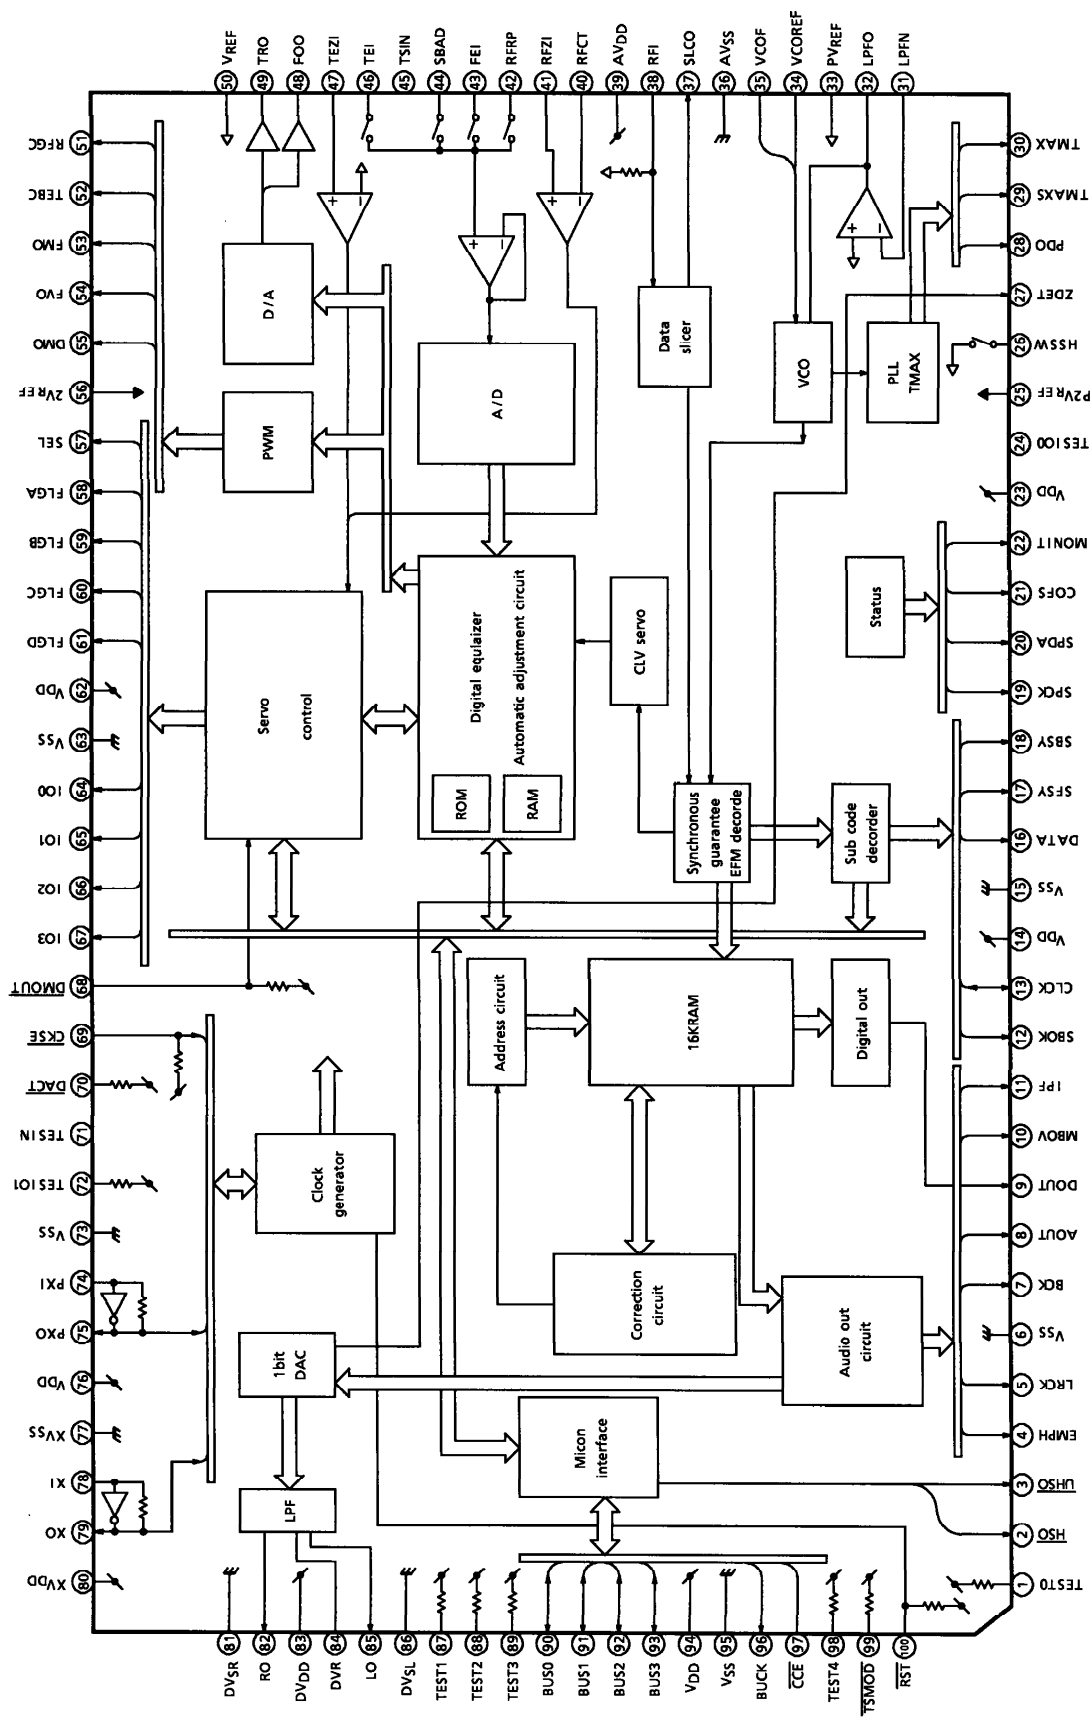 50 VREF
49 TRO
48 FOO
47 TEZI
46 TEI
45 TSIN
44 SBAD
43 FEI
42 RFRP
41 RFZI
40 RFCT
39 AVDD
38 RFI
37 SLCO
36 AVSS
35 VCOF
34 VCOREF
33 PVREF
32 LPFO
31 LPFN
RFGC 51
TEBC 52
FMO 53
FVO 54
DMO 55
2VREF 56
SEL 57
FLGA 58
FLGB 59
FLGC 60
FLGD 61
VDD 62
VSS 63
IO0 64
IO1 65
IO2 66
IO3 67
DMOUT 68
CKSE 69
DACT 70
TESIN 71
TESIO1 72
VSS 73
PXI 74
PXO 75
VDD 76
XVSS 77
XI 78
XO 79
XVDD 80
30 TMAX
29 TMAXS
28 PDO
27 ZDET
26 HSSW
25 P2VREF
24 TESIO0
23 VDD
22 MONIT
21 COFS
20 SPDA
19 SPCK
18 SBSY
17 SFSY
16 DATA
15 VSS
14 VDD
13 CLCK
12 SBOK
11 IPF
10 MBOV
9 DOUT
8 AOUT
7 BCK
6 VSS
5 LRCK
4 EMPH
3 UHSO
2 HSO
1 TEST0
+
−
+
−
+
−
+
−
D/A
PWM
A/D
Data
slicer
VCO
PLL
TMAX
Servo
control
Digital equlaizer
Automatic adjustment circuit
ROM
RAM
CLV servo
Status
Synchronous
guarantee
EFM decorde
Sub code
decorder
Address circuit
16KRAM
Digital out
Clock
generator
Correction
circuit
Audio out
circuit
1bit
DAC
LPF
Micon
interface
DVSR 81
RO 82
DVDD 83
DVR 84
LO 85
DVSL 86
TEST1 87
TEST2 88
TEST3 89
BUS0 90
BUS1 91
BUS2 92
BUS3 93
VDD 94
VSS 95
BUCK 96
CCE 97
TEST4 98
TSMOD 99
RST 100